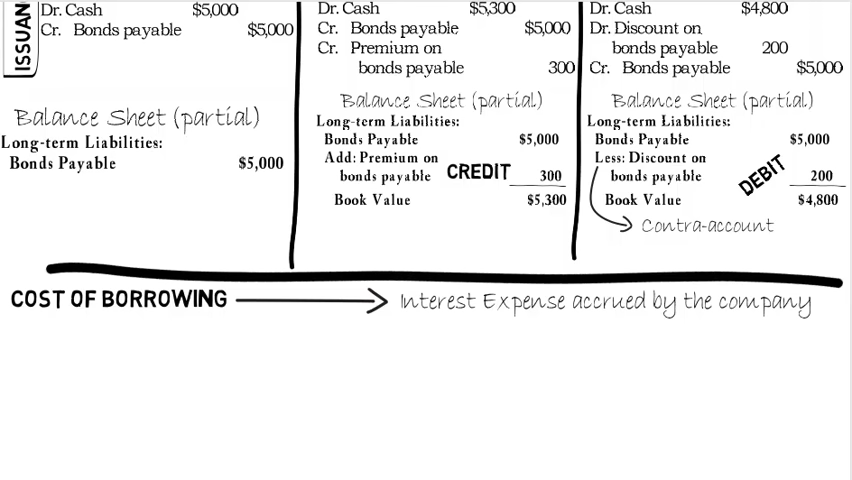 ISSUAN
Dr. Cash $5,000
Cr. Bonds payable $5,000
Balance Sheet (partial)
Long-term Liabilities:
Bonds Payable $5,000
Dr. Cash $5,300
Cr. Bonds payable $5,000
Cr. Premium on
bonds payable 300
Balance Sheet (partial)
Long-term Liabilities:
Bonds Payable $5,000
Add: Premium on
bonds payable CREDIT 300
Book Value $5,300
Dr. Cash $4,800
Dr. Discount on
bonds payable 200
Cr. Bonds payable $5,000
Balance Sheet (partial)
Long-term Liabilities:
Bonds Payable $5,000
Less: Discount on
bonds payable DEBIT 200
Book Value $4,800
Contra-account
COST OF BORROWING Interest Expense accrued by the company